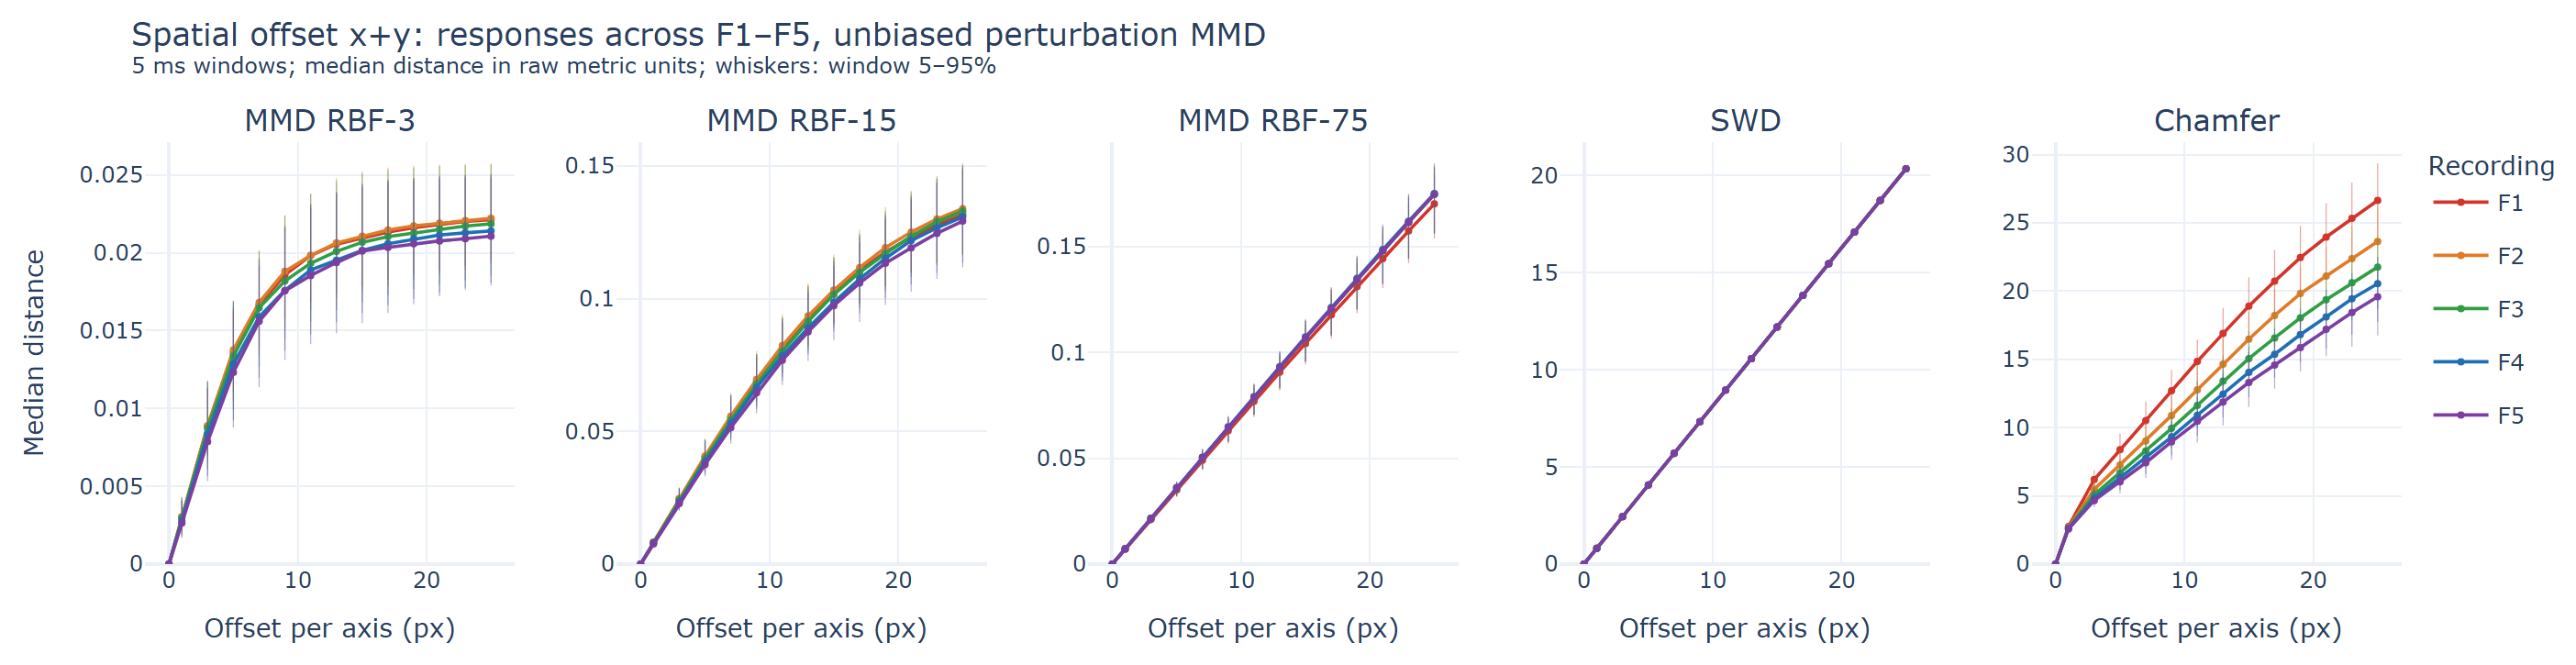 Spatial offset x+y: responses across F1–F5, unbiased perturbation MMD
5 ms windows; median distance in raw metric units; whiskers: window 5–95%
MMD RBF-3
MMD RBF-15
MMD RBF-75
SWD
Chamfer
Median distance
0.025
0.02
0.015
0.01
0.005
0
0
10
20
Offset per axis (px)
0.15
0.1
0.05
0
0
10
20
Offset per axis (px)
0.15
0.1
0.05
0
0
10
20
Offset per axis (px)
20
15
10
5
0
0
10
20
Offset per axis (px)
30
25
20
15
10
5
0
0
10
20
Offset per axis (px)
Recording
F1
F2
F3
F4
F5